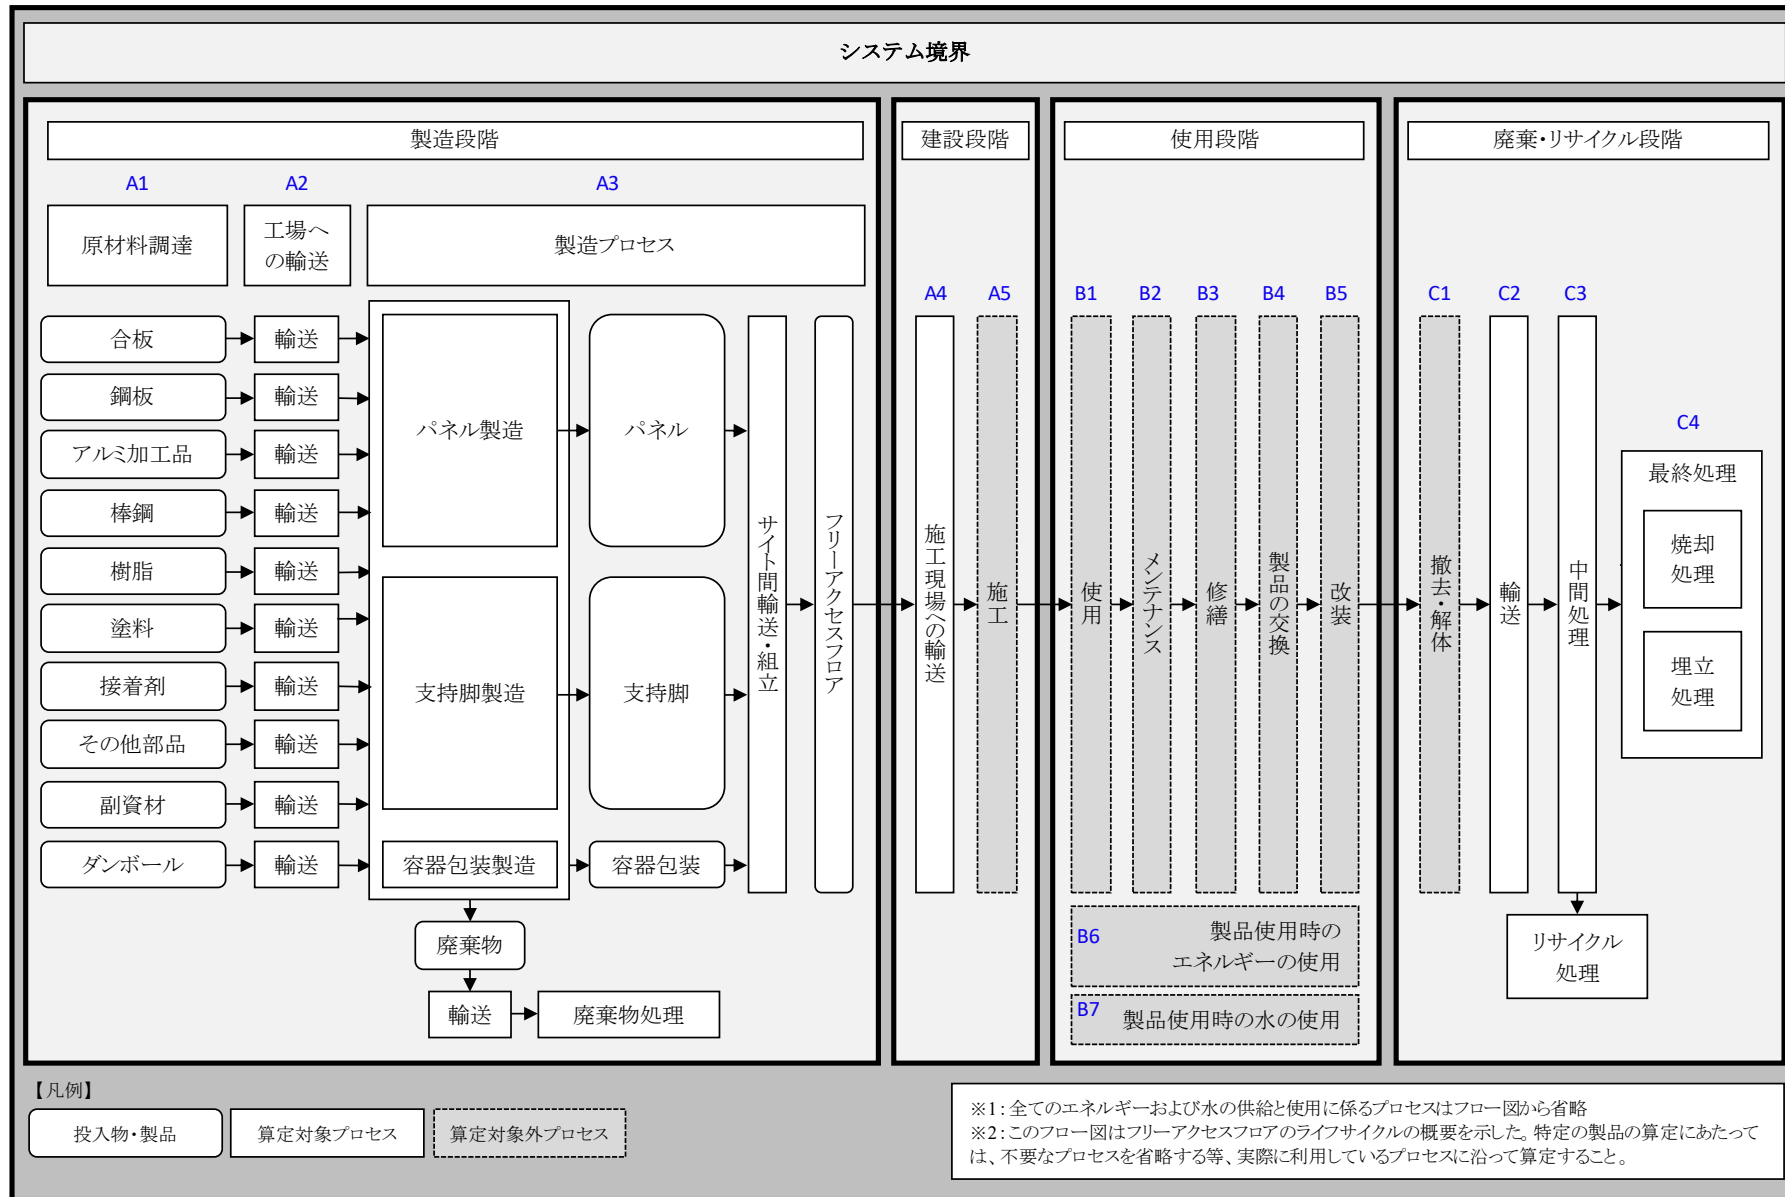 システム境界
製造段階
建設段階
使用段階
廃棄・リサイクル段階
A1
A2
A3
原材料調達
工場へ
の輸送
製造プロセス
A4
A5
B1
B2
B3
B4
B5
C1
C2
C3
C4
合板
輸送
鋼板
輸送
アルミ加工品
輸送
棒鋼
輸送
樹脂
輸送
塗料
輸送
接着剤
輸送
その他部品
輸送
副資材
輸送
ダンボール
輸送
パネル製造
パネル
支持脚製造
支持脚
容器包装製造
容器包装
サイト間輸送・組立
フリーアクセスフロア
廃棄物
輸送
廃棄物処理
施工現場への輸送
施工
使用
メンテナンス
修繕
製品の交換
改装
B6
製品使用時の
エネルギーの使用
B7
製品使用時の水の使用
撤去・解体
輸送
中間処理
最終処理
焼却
処理
埋立
処理
リサイクル
処理
【凡例】
投入物・製品
算定対象プロセス
算定対象外プロセス
※1：全てのエネルギーおよび水の供給と使用に係るプロセスはフロー図から省略
※2：このフロー図はフリーアクセスフロアのライフサイクルの概要を示した。特定の製品の算定にあたって
は、不要なプロセスを省略する等、実際に利用しているプロセスに沿って算定すること。